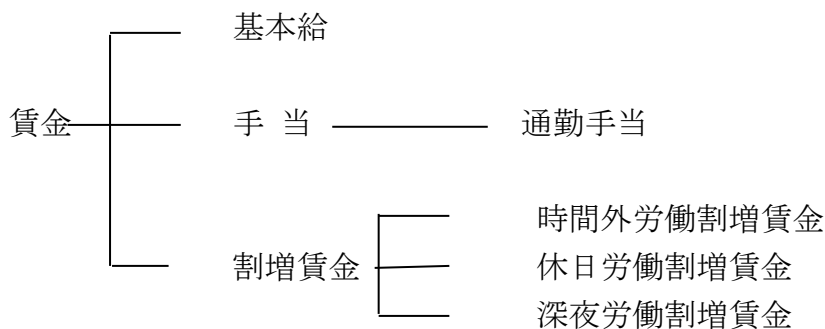 基本給
賃金 手 当 通勤手当
時間外労働割増賃金
割増賃金 休日労働割増賃金
深夜労働割増賃金